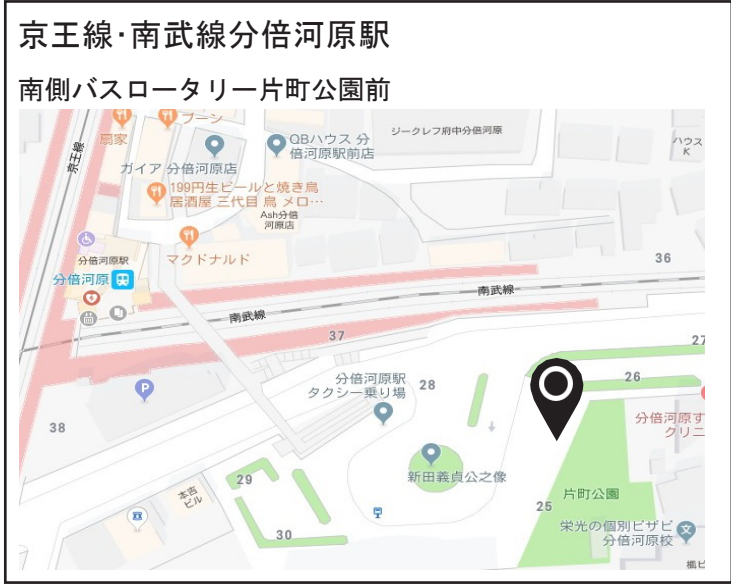 京王線･南武線分倍河原駅
南側バスロータリー片町公園前
扇家
ブーン
QBハウス 分
倍河原駅前店
ジークレフ府中分倍河原
ハウス
K
京王線
ガイア 分倍河原店
199円生ビールと焼き鳥
居酒屋 三代目 鳥 メロ…
Ash分倍
河原店
マクドナルド
分倍河原駅
分倍河原
36
南武線
南武線
37
27
P
分倍河原駅
タクシー乗り場
28
26
38
分倍河原す
クリニ
新田義貞公之像
29
本吉
ビル
30
25
片町公園
栄光の個別ビザビ
分倍河原校
文
楓ビ